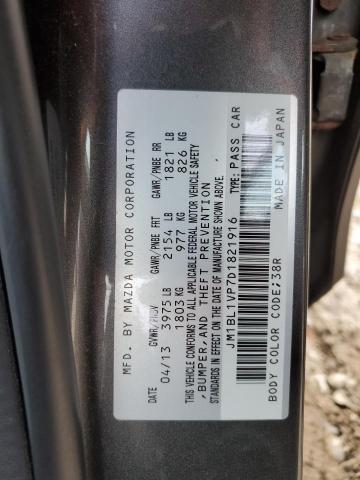 MFD. BY MAZDA MOTOR CORPORATION
DATE GVWR/PNBV GAWR/PNBE FRT GAWR/PNBE RR
04/13 3975 LB 2154 LB 1821 LB
1803 KG 977 KG 826 KG
THIS VEHICLE CONFORMS TO ALL APPLICABLE FEDERAL MOTOR VEHICLE SAFETY
,BUMPER,AND THEFT PREVENTION
STANDARDS IN EFFECT ON THE DATE OF MANUFACTURE SHOWN ABOVE.
JM1BL1VP7D1821916 TYPE: PASS CAR
BODY COLOR CODE;38R MADE IN JAPAN